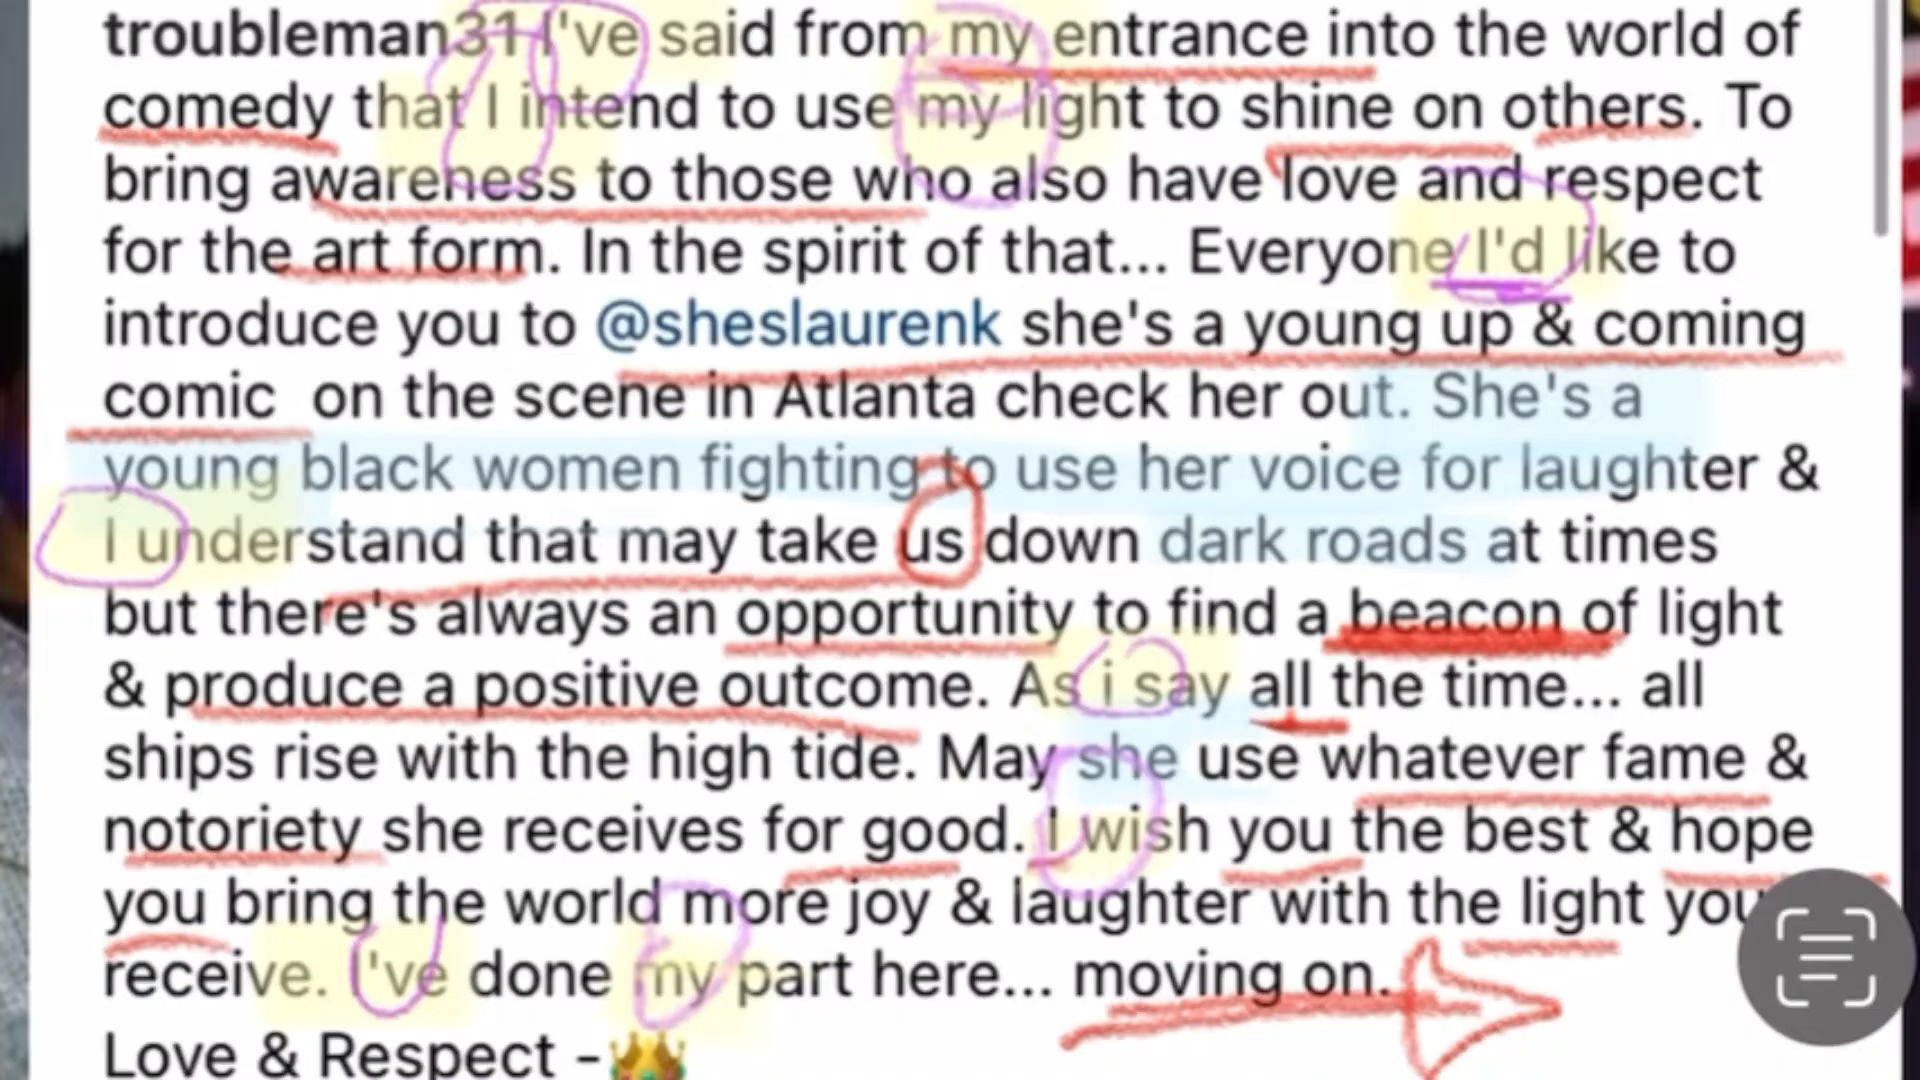 troubleman31 I've said from my entrance into the world of
comedy that I intend to use my light to shine on others. To
bring awareness to those who also have love and respect
for the art form. In the spirit of that... Everyone I'd like to
introduce you to @sheslaurenk she's a young up & coming
comic on the scene in Atlanta check her out. She's a
young black women fighting to use her voice for laughter &
I understand that may take us down dark roads at times
but there's always an opportunity to find a beacon of light
& produce a positive outcome. As i say all the time... all
ships rise with the high tide. May she use whatever fame &
notoriety she receives for good. I wish you the best & hope
you bring the world more joy & laughter with the light you
receive. I've done my part here... moving on.
Love & Respect -👑